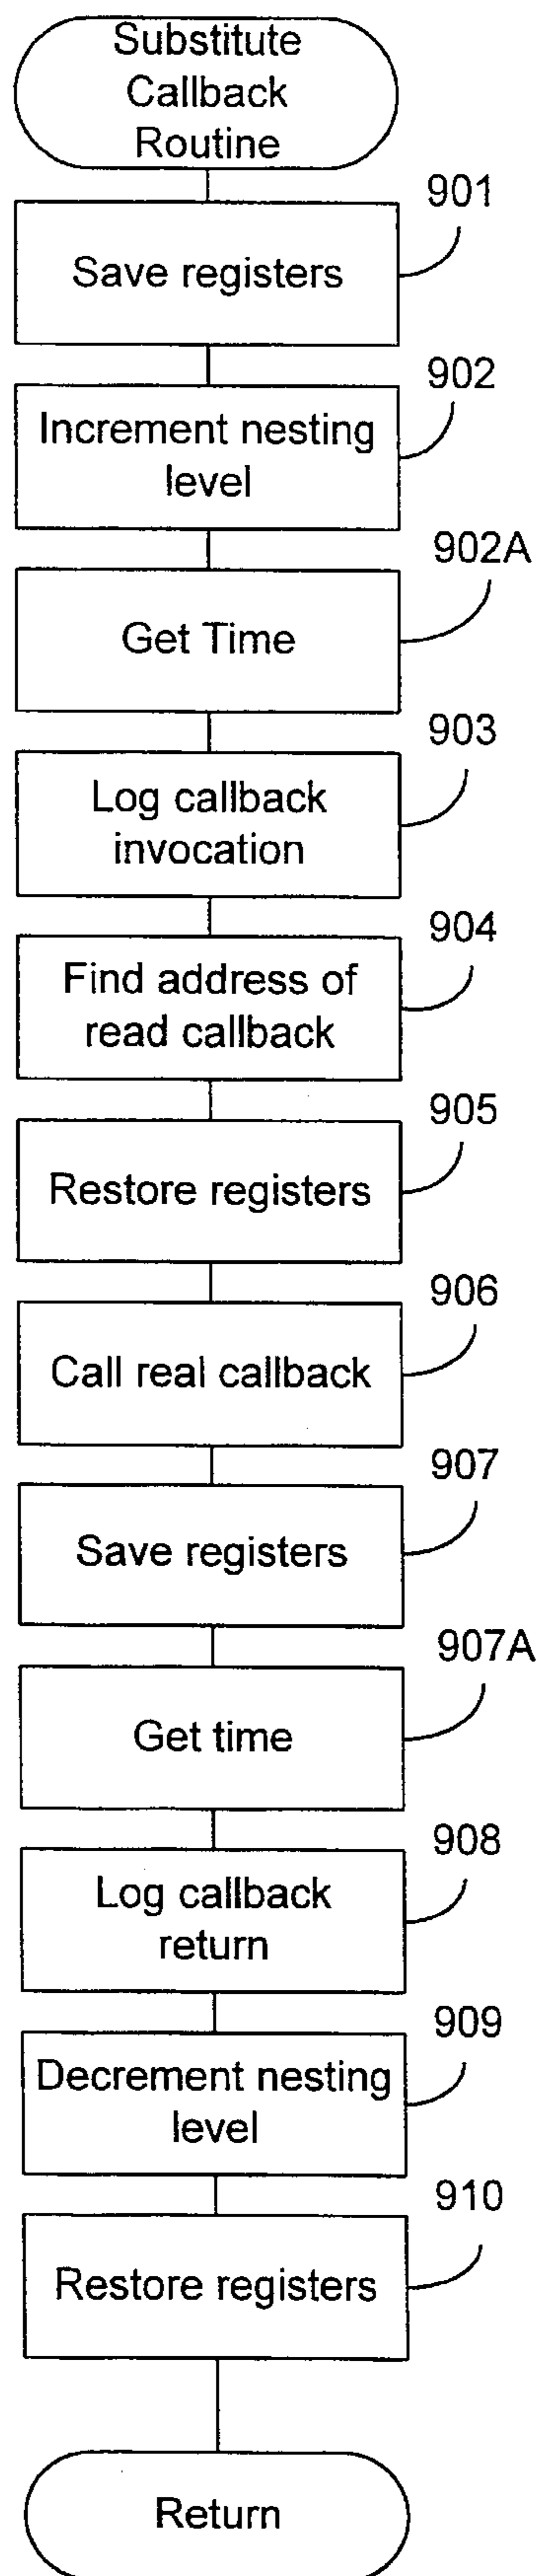 Substitute
Callback
Routine
901
Save registers
902
Increment nesting
level
902A
Get Time
903
Log callback
invocation
904
Find address of
read callback
905
Restore registers
906
Call real callback
907
Save registers
907A
Get time
908
Log callback
return
909
Decrement nesting
level
910
Restore registers
Return